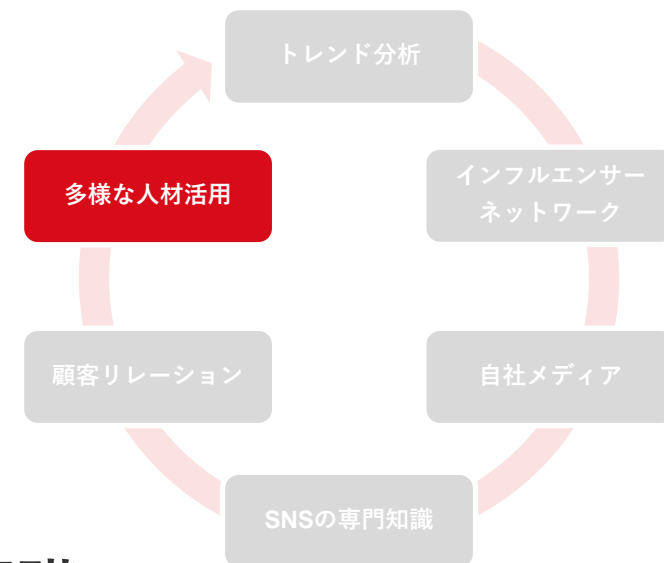 トレンド分析
多様な人材活用
インフルエンサー
ネットワーク
顧客リレーション
自社メディア
SNSの専門知識